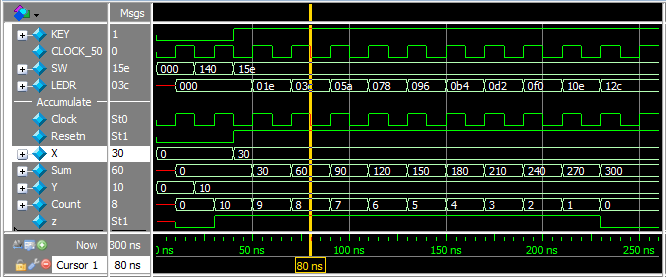 Msgs
KEY 1
CLOCK_50 0
SW 15e 000 140 15e
LEDR 03c 000 01e 03c 05a 078 096 0b4 0d2 0f0 10e 12c
Accumulate
Clock St0
Resetn St1
X 30 0 30
Sum 60 0 30 60 90 120 150 180 210 240 270 300
Y 10 0 10
Count 8 0 10 9 8 7 6 5 4 3 2 1 0
z St1
Now 300 ns 0 ns 50 ns 100 ns 150 ns 200 ns 250 ns
Cursor 1 80 ns 80 ns